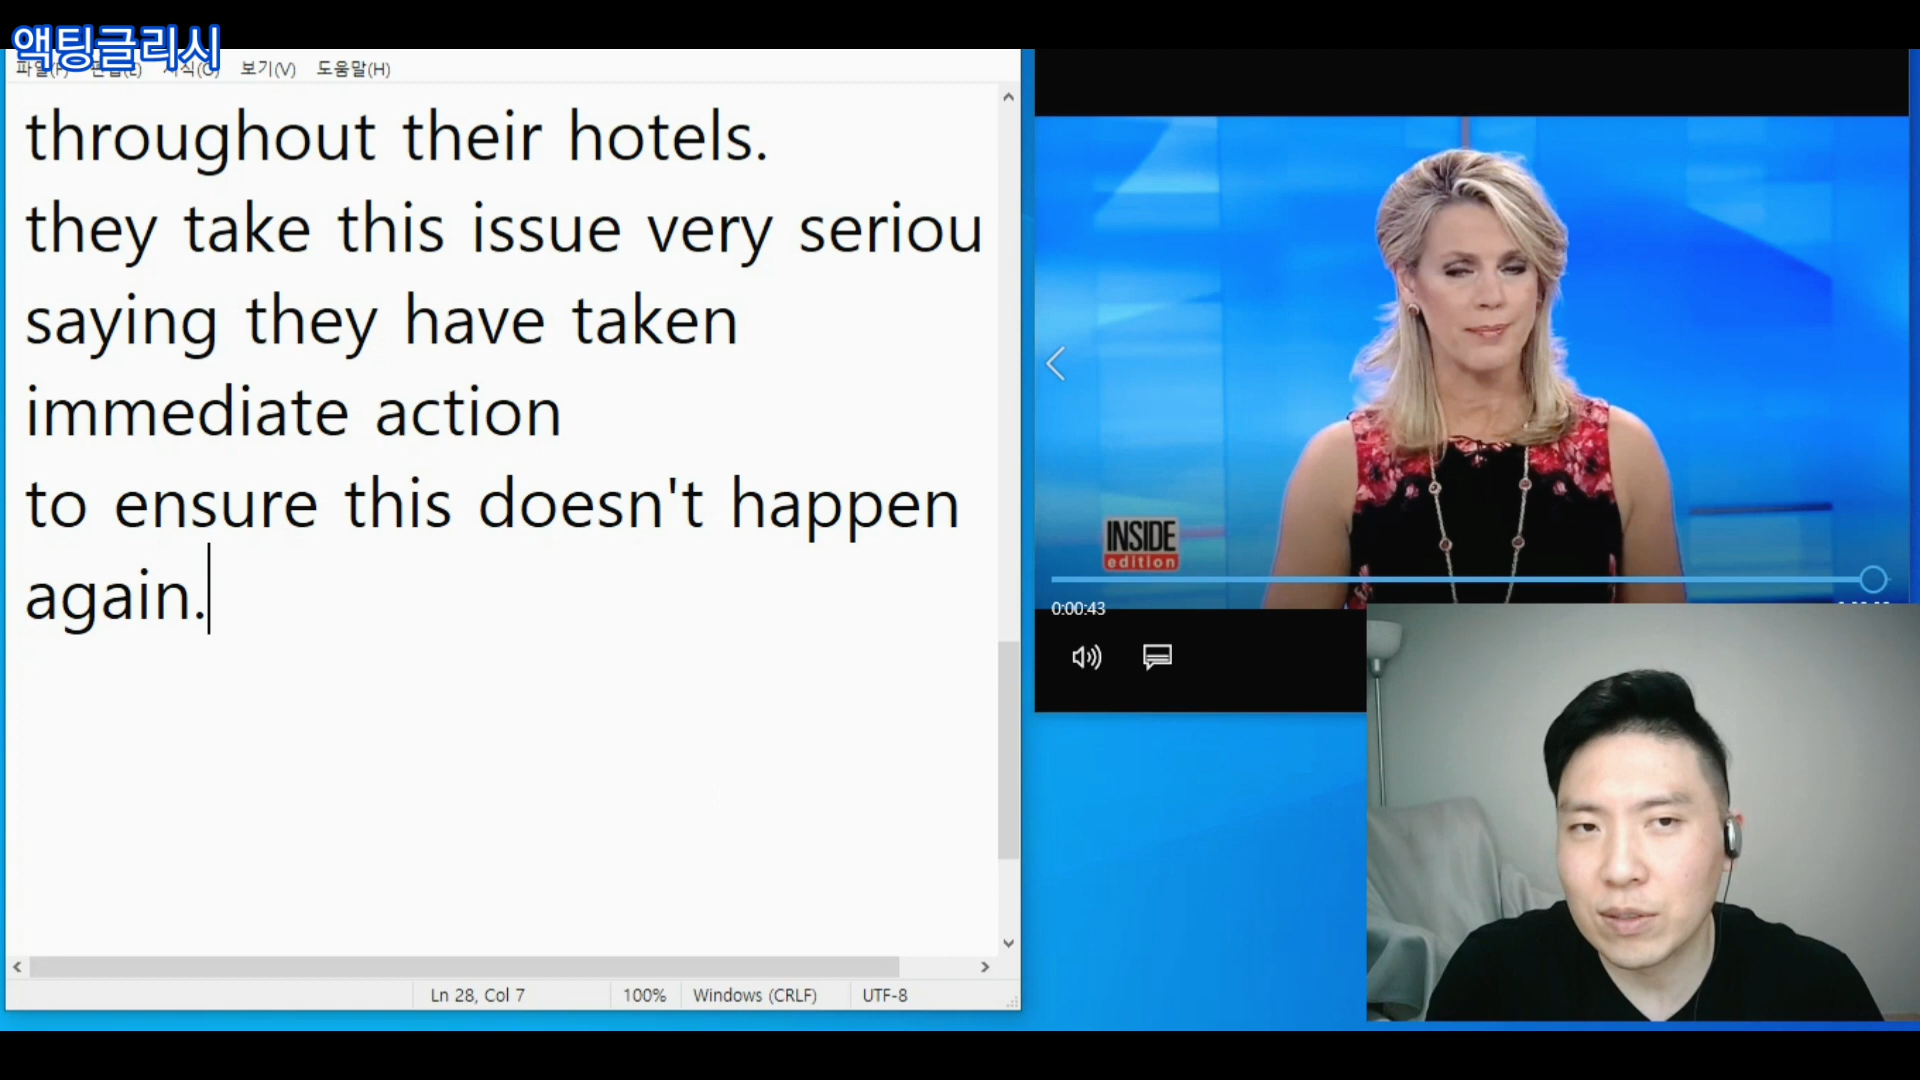 액팅글리시
보기(V) 도움말(H)
throughout their hotels.
they take this issue very seriou
saying they have taken
immediate action
to ensure this doesn't happen
again.
Ln 28, Col 7 100% Windows (CRLF) UTF-8
INSIDE
edition
0:00:43